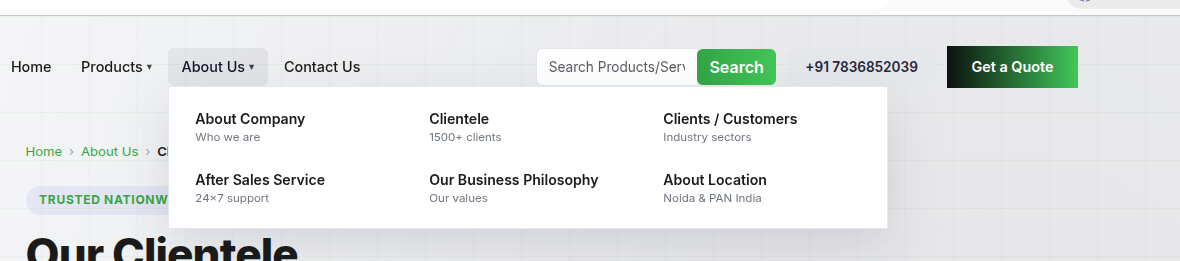 Home Products ▾ About Us ▾ Contact Us Search Products/Serv Search +91 7836852039 Get a Quote
About Company Clientele Clients / Customers
Who we are 1500+ clients Industry sectors
Home › About Us ›
After Sales Service Our Business Philosophy About Location
24×7 support Our values Noida & PAN India
TRUSTED NATIONW
Our Clientele